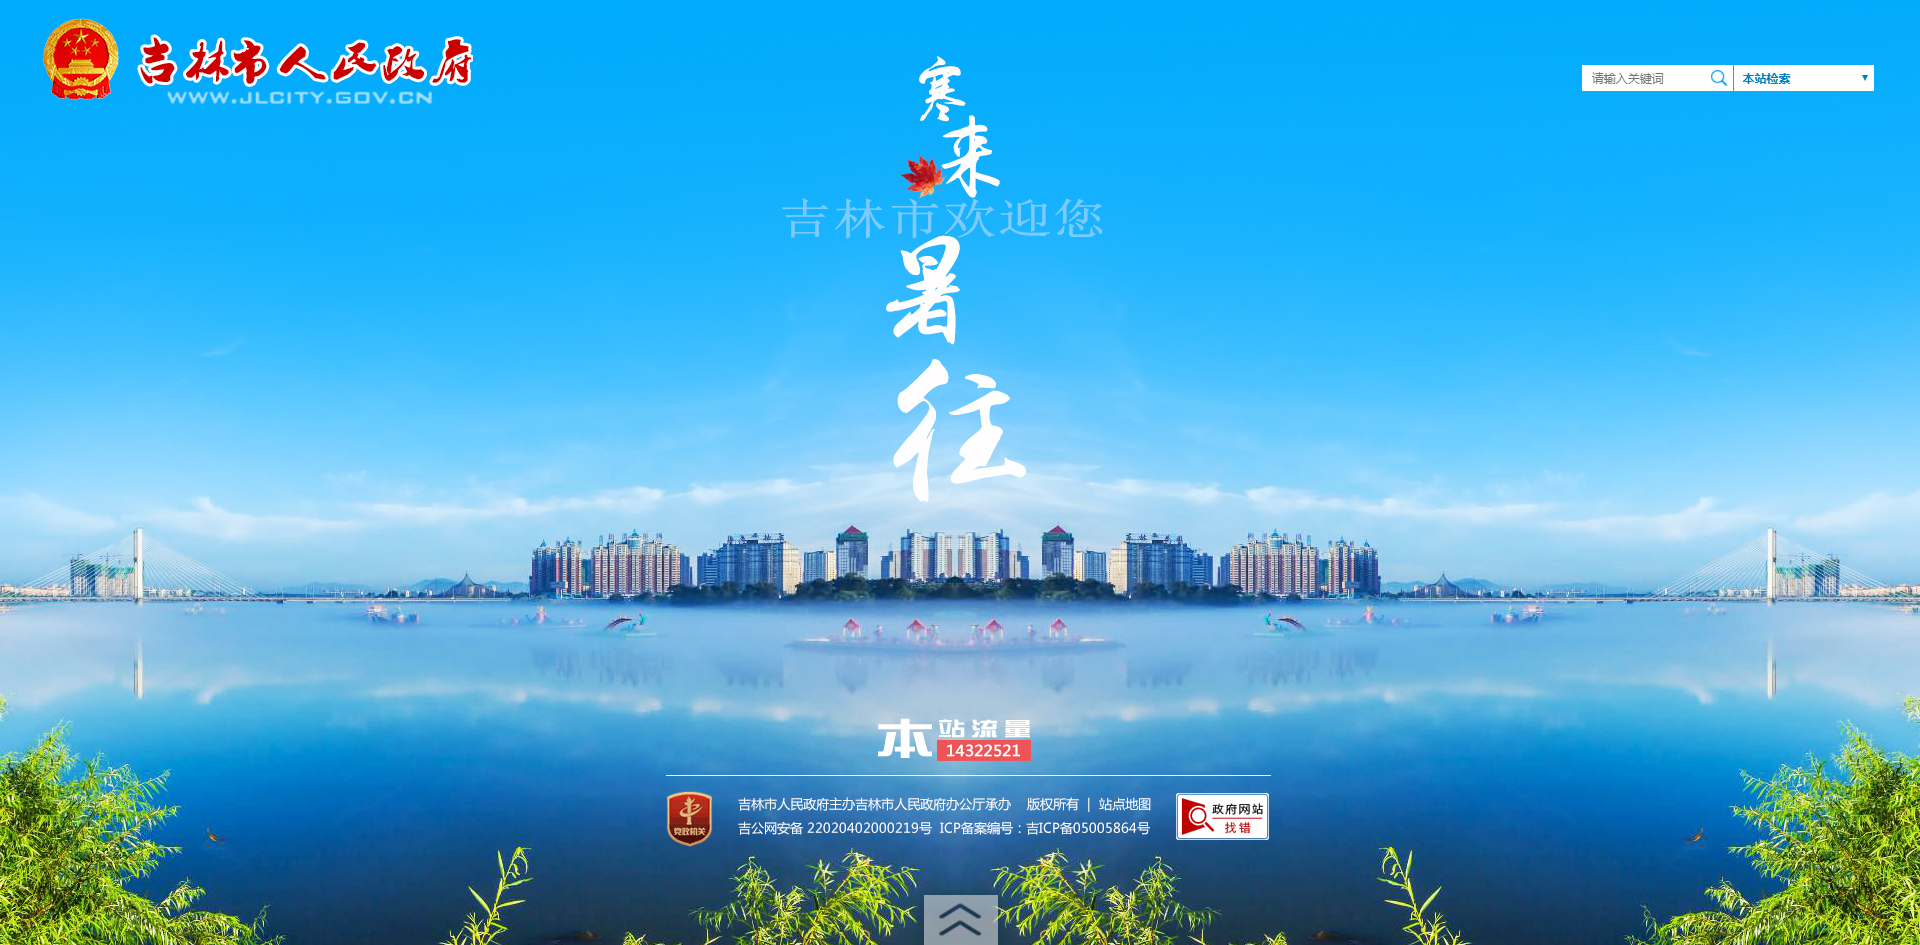 吉林市人民政府
WWW.JLCITY.GOV.CN
请输入关键词
本站检索
寒来
吉林市欢迎您
暑往
本站流量
14322521
党政机关
吉林市人民政府主办吉林市人民政府办公厅承办 版权所有 | 站点地图
吉公网安备 22020402000219号 ICP备案编号：吉ICP备05005864号
政府网站
找错